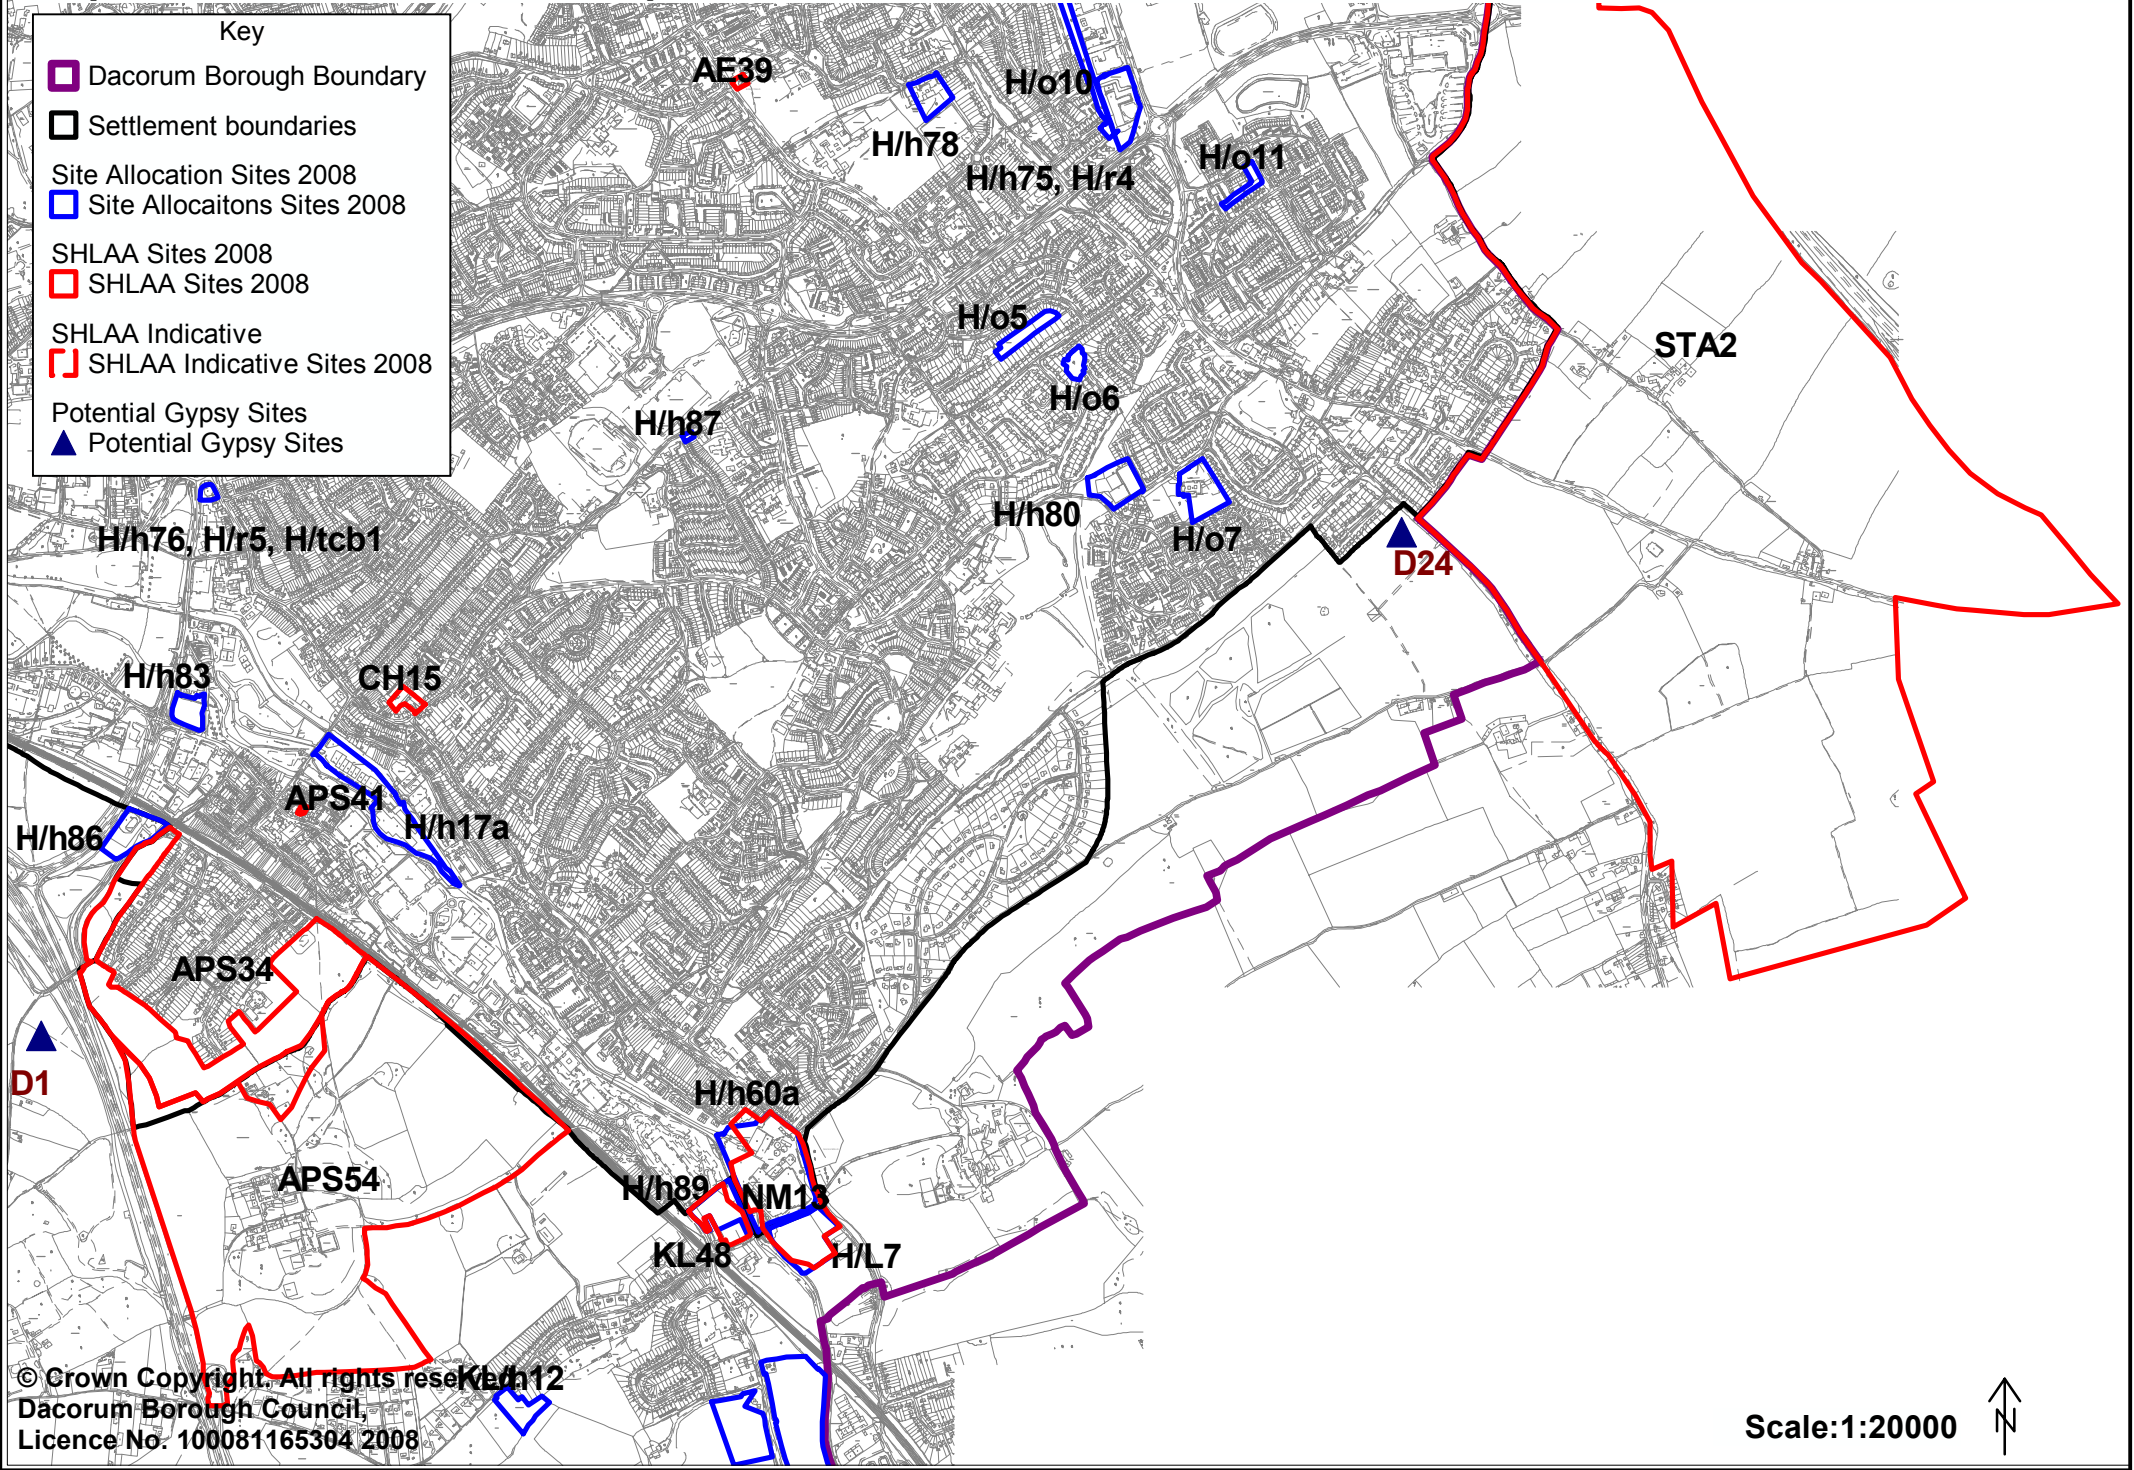 Key
Dacorum Borough Boundary
Settlement boundaries
Site Allocation Sites 2008
Site Allocaitons Sites 2008
SHLAA Sites 2008
SHLAA Sites 2008
SHLAA Indicative
SHLAA Indicative Sites 2008
Potential Gypsy Sites
Potential Gypsy Sites
AE39
H/o10
H/h78
H/o11
H/h75, H/r4
H/o5
STA2
H/o6
H/h87
H/h80
H/o7
H/h76, H/r5, H/tcb1
D24
H/h83
CH15
APS41
H/h17a
H/h86
APS34
D1
H/h60a
APS54
H/h89
NM13
KL48
H/L7
KL/h12
© Crown Copyright. All rights reserved.
Dacorum Borough Council,
Licence No. 100081165304 2008
Scale:1:20000
N